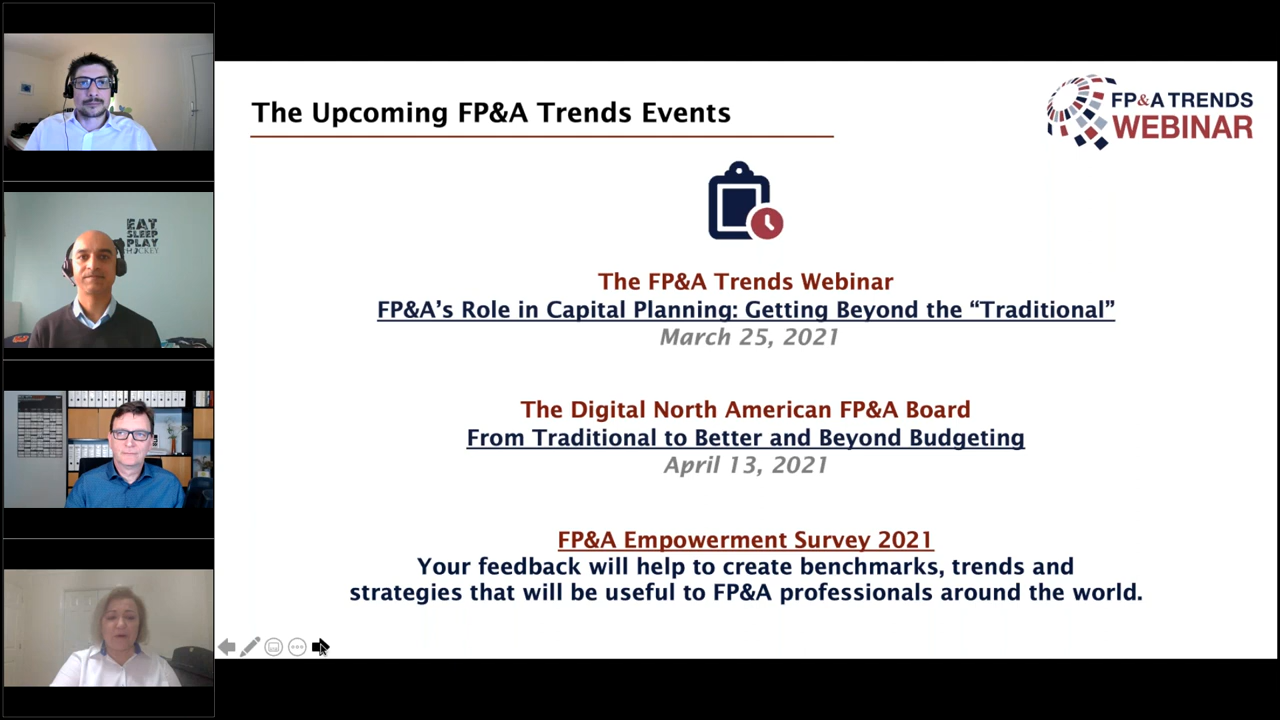 The Upcoming FP&A Trends Events
FP&A TRENDS
WEBINAR
EAT
SLEEP
PLAY
HOCKEY
The FP&A Trends Webinar
FP&A’s Role in Capital Planning: Getting Beyond the “Traditional”
March 25, 2021
The Digital North American FP&A Board
From Traditional to Better and Beyond Budgeting
April 13, 2021
FP&A Empowerment Survey 2021
Your feedback will help to create benchmarks, trends and
strategies that will be useful to FP&A professionals around the world.